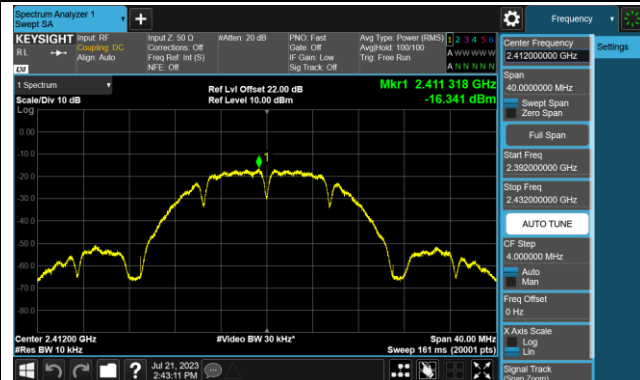 Spectrum Analyzer 1
Swept SA
Frequency
KEYSIGHT
RL
LXI
Input: RF
Coupling: DC
Align: Auto
Input Z: 50 Ω
Corrections: Off
Freq Ref: Int (S)
NFE: Off
#Atten: 20 dB
PNO: Fast
Gate: Off
IF Gain: Low
Sig Track: Off
Avg Type: Power (RMS)
Avg|Hold: 100/100
Trig: Free Run
1 2 3 4 5 6
A W W W W W
A N N N N N
1 Spectrum
Scale/Div 10 dB
Log
Ref Lvl Offset 22.00 dB
Ref Level 10.00 dBm
Mkr1 2.411 318 GHz
-16.341 dBm
1
0.00
-10.0
-20.0
-30.0
-40.0
-50.0
-60.0
-70.0
-80.0
Center 2.41200 GHz
#Res BW 10 kHz
#Video BW 30 kHz*
Span 40.00 MHz
Sweep 161 ms (20001 pts)
Jul 21, 2023
2:43:11 PM
Center Frequency
2.412000000 GHz
Span
40.0000000 MHz
Swept Span
Zero Span
Full Span
Start Freq
2.392000000 GHz
Stop Freq
2.432000000 GHz
AUTO TUNE
CF Step
4.000000 MHz
Auto
Man
Freq Offset
0 Hz
X Axis Scale
Log
Lin
Signal Track
(Span Zoom)
Settings